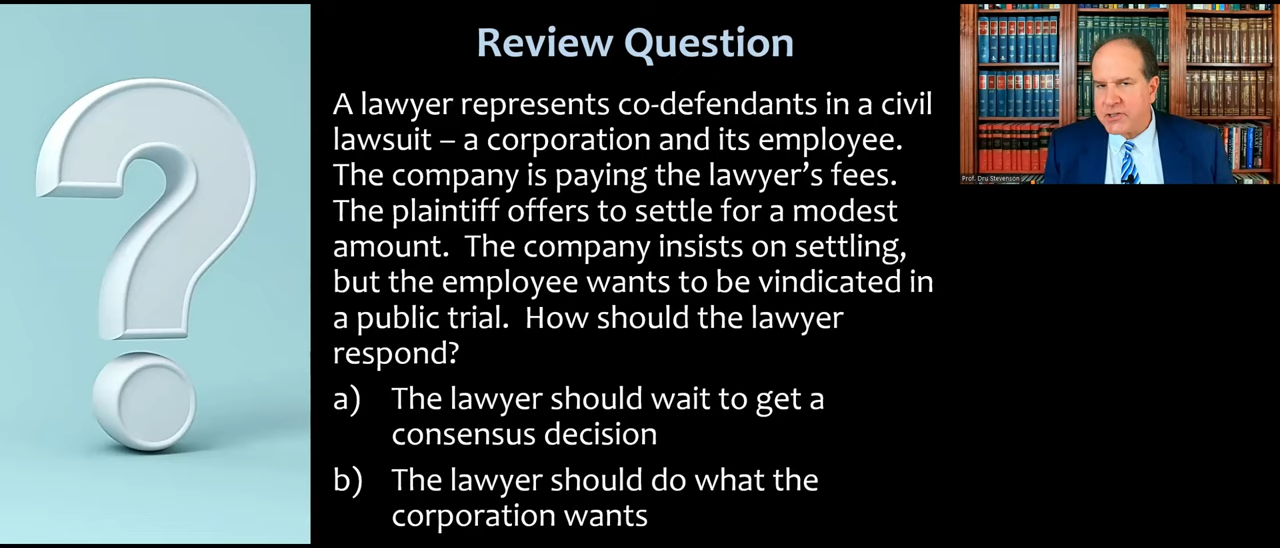 Review Question
A lawyer represents co-defendants in a civil
lawsuit – a corporation and its employee.
The company is paying the lawyer’s fees.
The plaintiff offers to settle for a modest
amount.  The company insists on settling,
but the employee wants to be vindicated in
a public trial.  How should the lawyer
respond?
a) The lawyer should wait to get a
consensus decision
b) The lawyer should do what the
corporation wants
Prof. Dru Stevenson